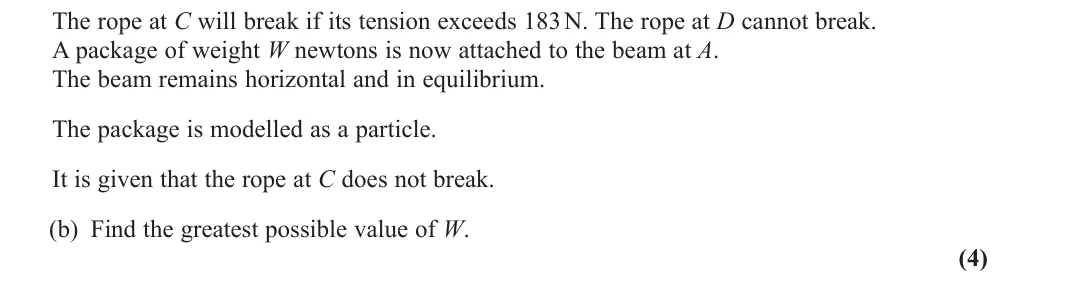 The rope at C will break if its tension exceeds 183 N. The rope at D cannot break.
A package of weight W newtons is now attached to the beam at A.
The beam remains horizontal and in equilibrium.
The package is modelled as a particle.
It is given that the rope at C does not break.
(b) Find the greatest possible value of W.
(4)